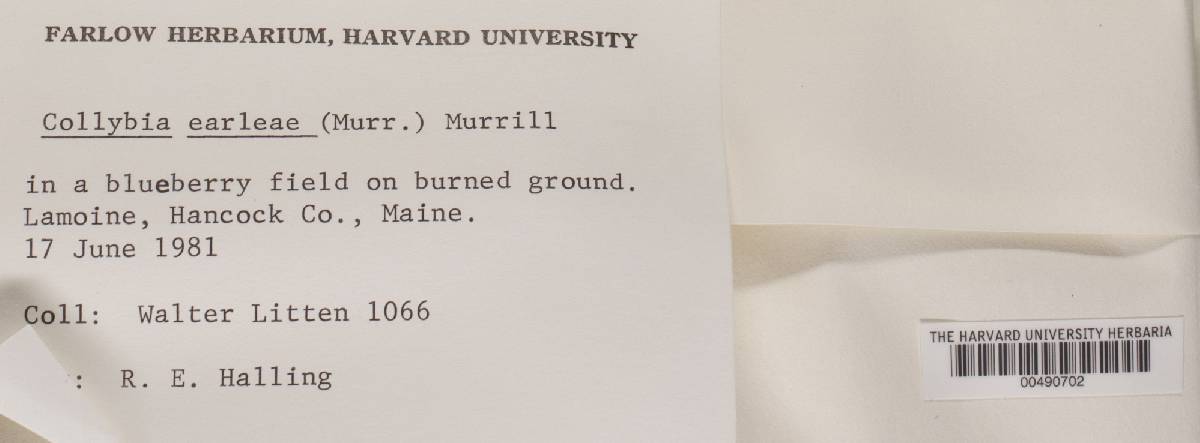 FARLOW HERBARIUM, HARVARD UNIVERSITY
Collybia earleae (Murr.) Murrill
in a blueberry field on burned ground.
Lamoine, Hancock Co., Maine.
17 June 1981
Coll: Walter Litten 1066
: R. E. Halling
THE HARVARD UNIVERSITY HERBARIA
00490702